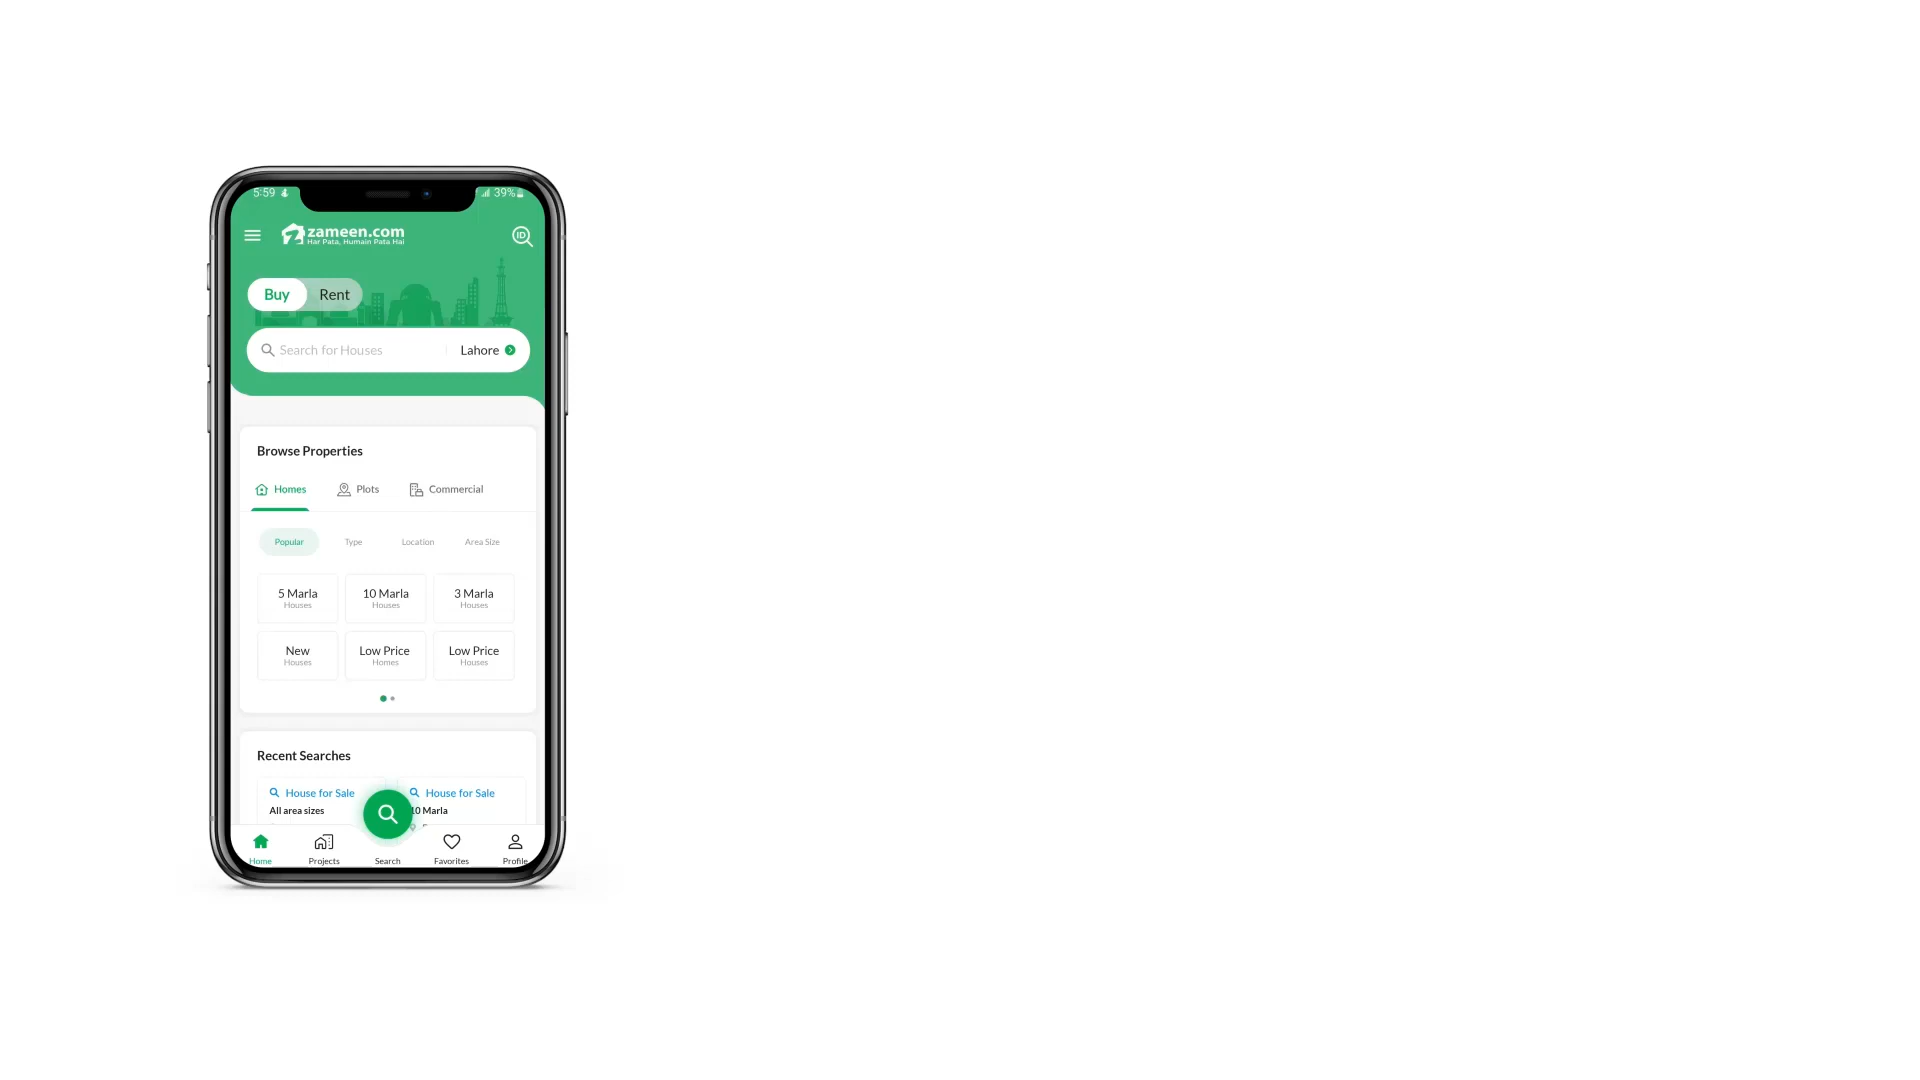 5:59 39%
zameen.com
Har Pata, Humain Pata Hai
ID
Buy Rent
Search for Houses Lahore
Browse Properties
Homes Plots Commercial
Popular Type Location Area Size
5 Marla 10 Marla 3 Marla
Houses Houses Houses
New Low Price Low Price
Houses Homes Houses
Recent Searches
House for Sale House for Sale
All area sizes 10 Marla
Home Projects Search Favorites Profile